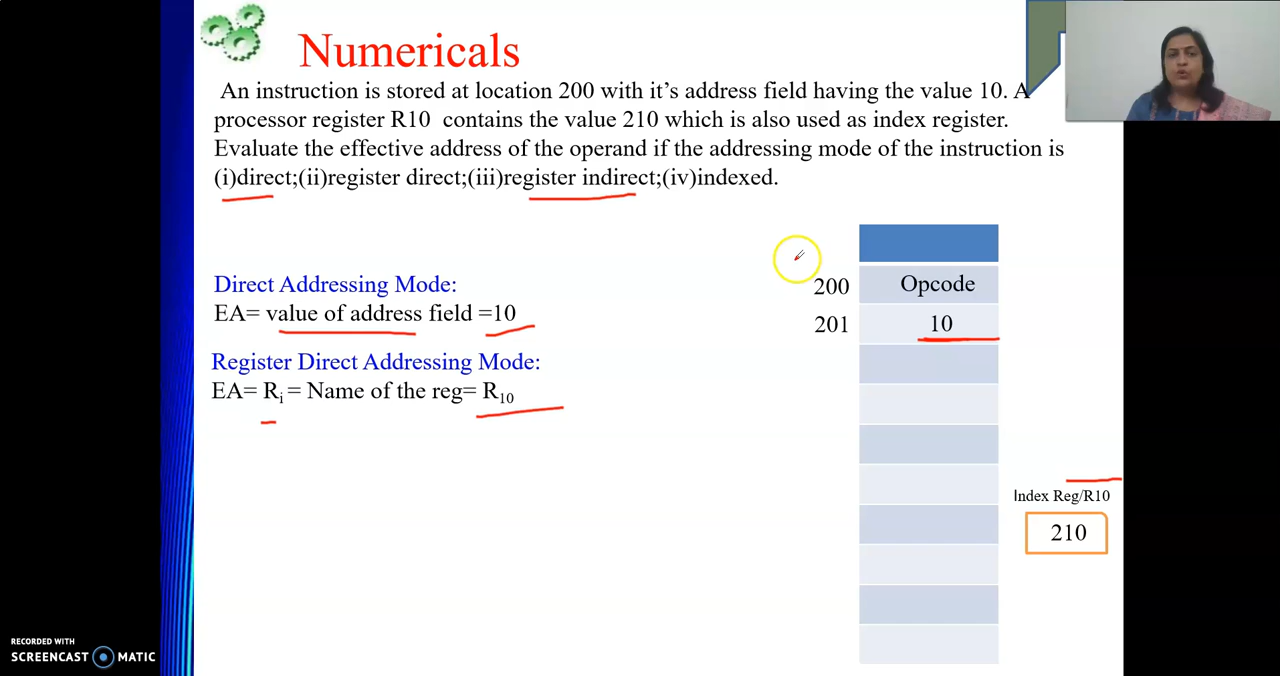 Numericals
An instruction is stored at location 200 with it's address field having the value 10. A
processor register R10 contains the value 210 which is also used as index register.
Evaluate the effective address of the operand if the addressing mode of the instruction is
(i)direct;(ii)register direct;(iii)register indirect;(iv)indexed.
Direct Addressing Mode:
EA= value of address field =10
Register Direct Addressing Mode:
EA= Ri = Name of the reg= R10
200 Opcode
201 10
Index Reg/R10
210
RECORDED WITH
SCREENCAST MATIC